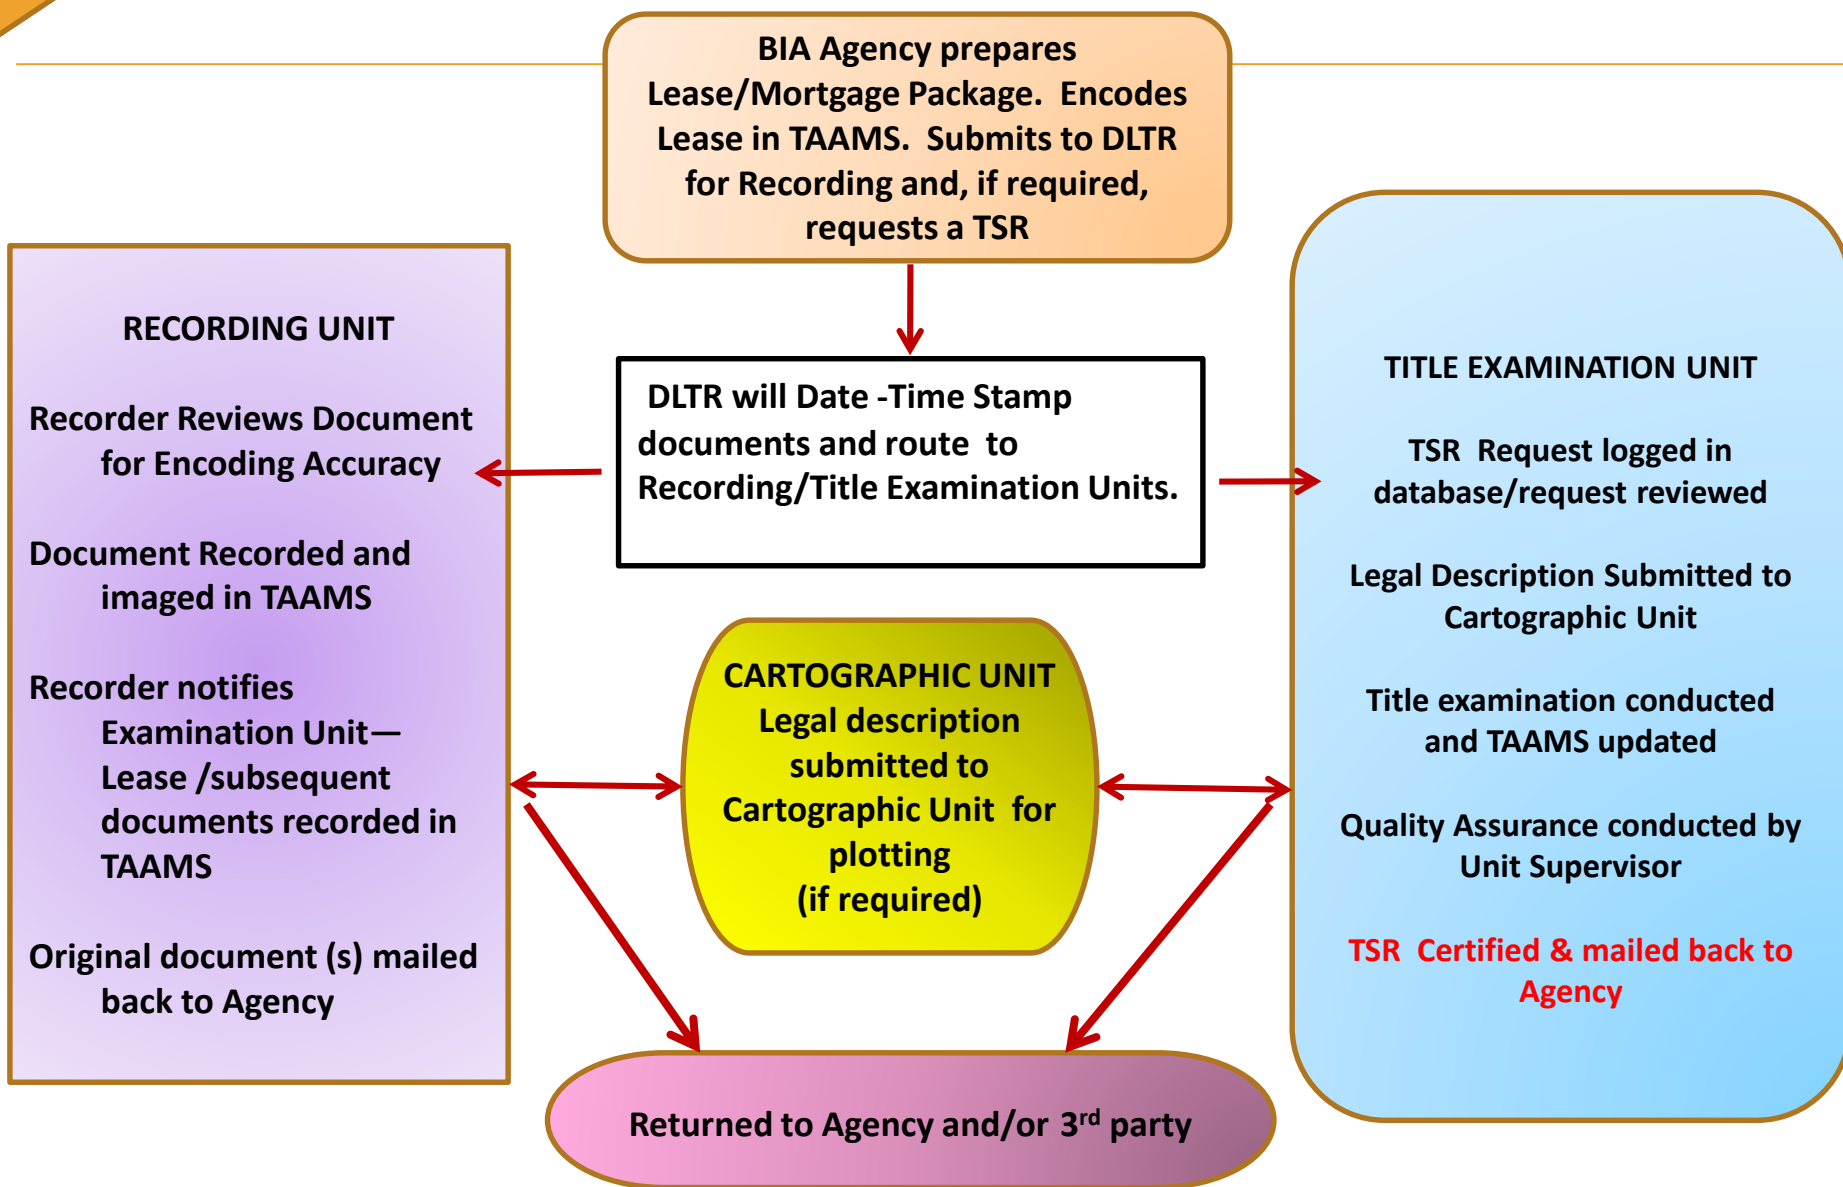 BIA Agency prepares
Lease/Mortgage Package.  Encodes
Lease in TAAMS.  Submits to DLTR
for Recording and, if required,
requests a TSR
RECORDING UNIT
Recorder Reviews Document
for Encoding Accuracy
Document Recorded and
imaged in TAAMS
Recorder notifies
Examination Unit—
Lease /subsequent
documents recorded in
TAAMS
Original document (s) mailed
back to Agency
DLTR will Date -Time Stamp
documents and route  to
Recording/Title Examination Units.
CARTOGRAPHIC UNIT
Legal description
submitted to
Cartographic Unit  for
plotting
(if required)
TITLE EXAMINATION UNIT
TSR  Request logged in
database/request reviewed
Legal Description Submitted to
Cartographic Unit
Title examination conducted
and TAAMS updated
Quality Assurance conducted by
Unit Supervisor
TSR  Certified & mailed back to
Agency
Returned to Agency and/or 3rd party